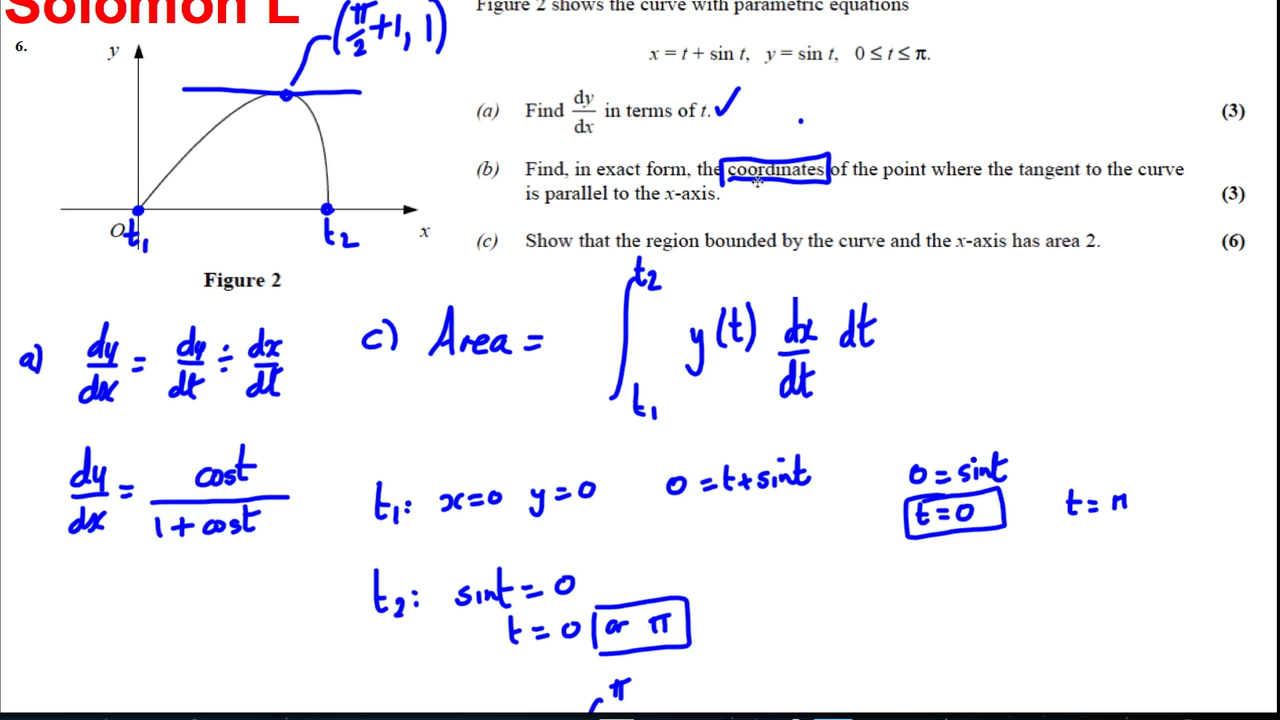 Solomon L
Figure 2 shows the curve with parametric equations
6.
x = t + sin t, y = sin t, 0 ≤ t ≤ π.
y
(π/2 + 1, 1)
(a) Find dy/dx in terms of t. ✓ (3)
(b) Find, in exact form, the coordinates of the point where the tangent to the curve
is parallel to the x-axis. (3)
O
t₁
t₂
x
(c) Show that the region bounded by the curve and the x-axis has area 2. (6)
Figure 2
a) dy/dx = dy/dt ÷ dx/dt
dy/dx = cost/(1 + cost)
c) Area = ∫_{t₁}^{t₂} y(t) dx/dt dt
t₁: x=0 y=0 0 = t + sint 0 = sint
t=0 t = π
t₂: sint = 0
t = 0 or π
π